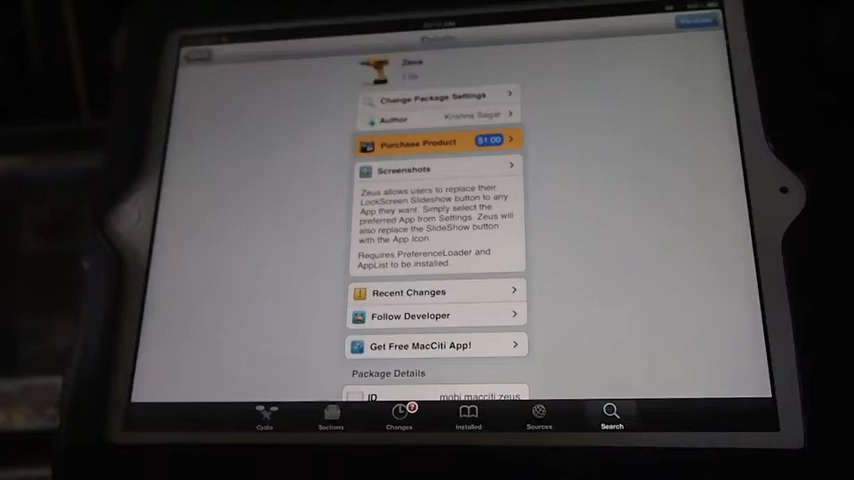 Zeus
Change Package Settings
Author Krishna Sagar
Purchase Product $1.00
Screenshots
Zeus allows users to replace their
LockScreen Slideshow button to any
App they want. Simply select the
preferred App from Settings. Zeus will
also replace the SlideShow button
with the App Icon.
Requires PreferenceLoader and
AppList to be installed.
Recent Changes
Follow Developer
Get Free MacCiti App!
Package Details
ID mobi.macciti.zeus
Cydia Sections Changes 7 Installed Sources Search